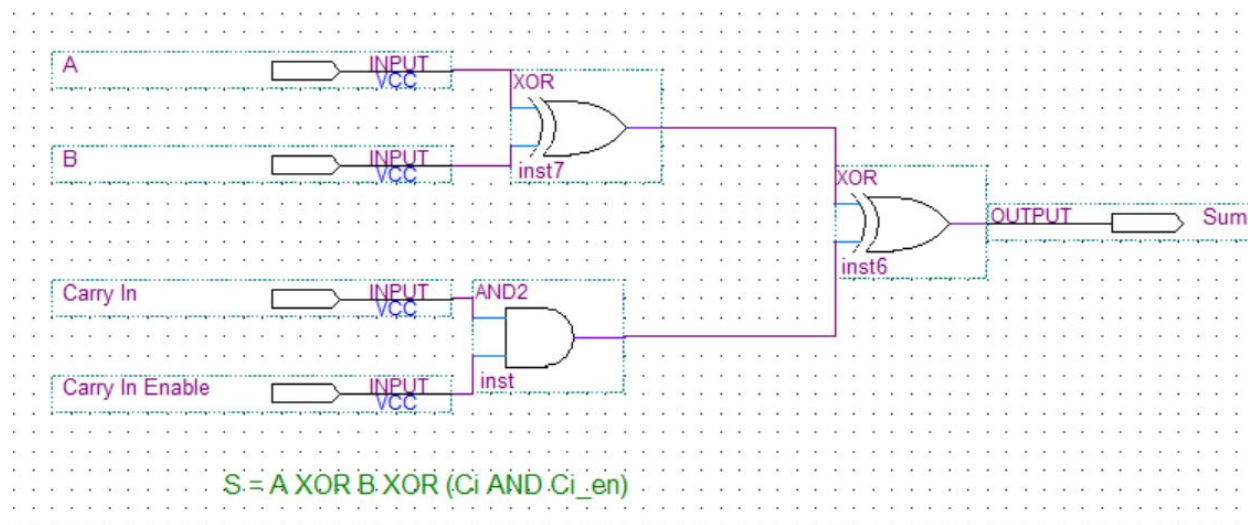 A
INPUT
VCC
XOR
B
INPUT
VCC
inst7
XOR
OUTPUT
Sum
inst6
Carry In
INPUT
VCC
AND2
Carry In Enable
INPUT
VCC
inst
S = A XOR B XOR (Ci AND Ci_en)